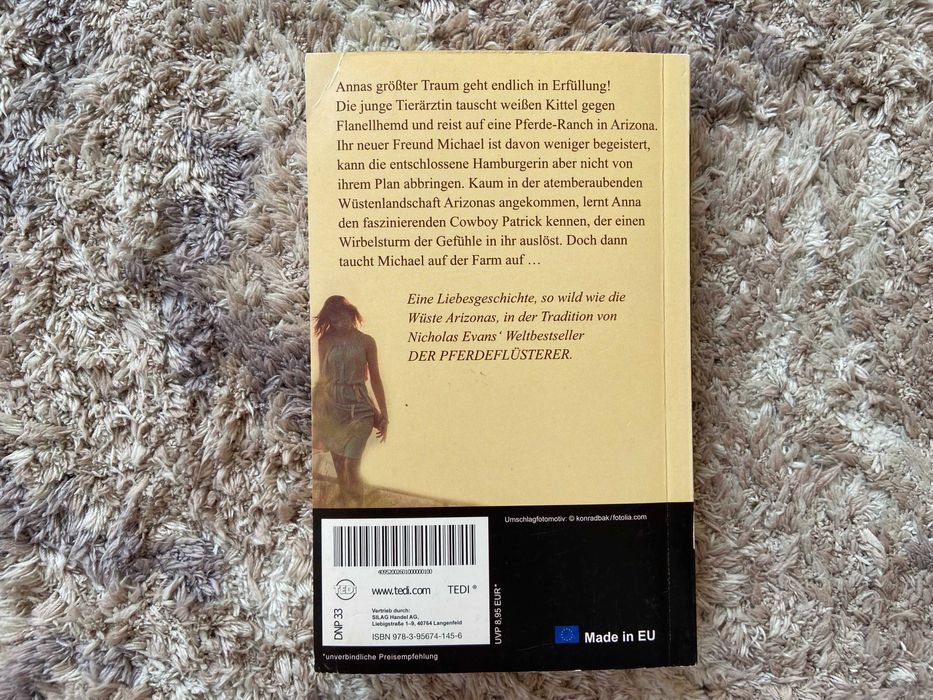 Annas größter Traum geht endlich in Erfüllung!
Die junge Tierärztin tauscht weißen Kittel gegen
Flanellhemd und reist auf eine Pferde-Ranch in Arizona.
Ihr neuer Freund Michael ist davon weniger begeistert,
kann die entschlossene Hamburgerin aber nicht von
ihrem Plan abbringen. Kaum in der atemberaubenden
Wüstenlandschaft Arizonas angekommen, lernt Anna
den faszinierenden Cowboy Patrick kennen, der einen
Wirbelsturm der Gefühle in ihr auslöst. Doch dann
taucht Michael auf der Farm auf …
Eine Liebesgeschichte, so wild wie die
Wüste Arizonas, in der Tradition von
Nicholas Evans‘ Weltbestseller
DER PFERDEFLÜSTERER.
Umschlagfotomotiv: © konradbak/fotolia.com
40952002601000000100
TEDI www.tedi.com TEDI ®
Vertrieb durch:
SILAG Handel AG,
Liebigstraße 1–9, 40764 Langenfeld
ISBN 978-3-95674-145-6
DNP 33
UVP 8,95 EUR*
Made in EU
*unverbindliche Preisempfehlung